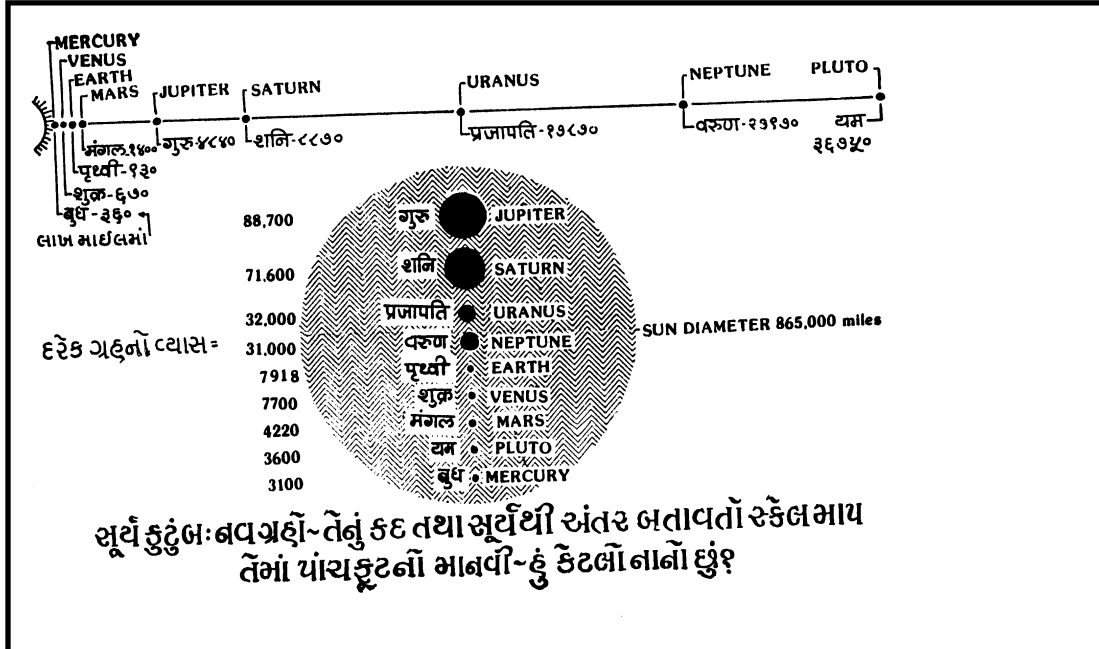 MERCURY
VENUS
EARTH
MARS
JUPITER
SATURN
URANUS
NEPTUNE
PLUTO
मंगल-१४००
गुरु-४८४०
शनि-८८७०
प्रजापति-१७८७०
वरुण-२७९७०
यम
३६७५०
पृथ्वी-९३०
शुक्र-६७०
बुध-३६०
લાખ માઈલમાં
88,700 गुरु JUPITER
71,600 शनि SATURN
32,000 प्रजापति URANUS
SUN DIAMETER 865,000 miles
દરેક ગ્રહનો વ્યાસ= 31,000 वरुण NEPTUNE
7918 पृथ्वी EARTH
7700 शुक्र VENUS
4220 मंगल MARS
3600 यम PLUTO
3100 बुध MERCURY
સૂર્ય કુટુંબઃ નવગ્રહો~તેનું કદ તથા સૂર્યથી અંતર બતાવતો સ્કેલ માપ
તેમાં પાંચફૂટનો માનવી~હું કેટલો નાનો છું?